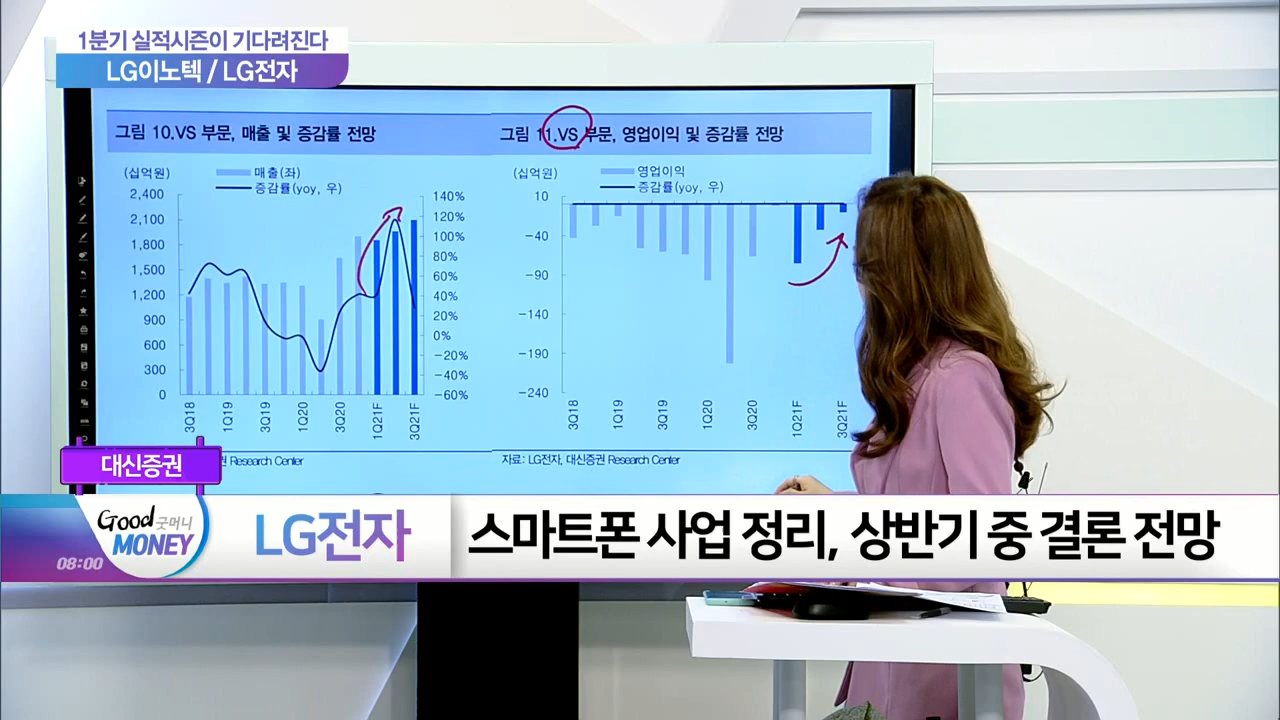 1분기 실적시즌이 기다려진다
LG이노텍 / LG전자
그림 10.VS 부문, 매출 및 증감률 전망
(십억원)
매출(좌)
증감률(yoy, 우)
2,400
2,100
1,800
1,500
1,200
900
600
300
0
140%
120%
100%
80%
60%
40%
20%
0%
-20%
-40%
-60%
3Q18
1Q19
3Q19
1Q20
3Q20
1Q21F
3Q21F
권 Research Center
그림 11.VS 부문, 영업이익 및 증감률 전망
(십억원)
영업이익
증감률(yoy, 우)
10
-40
-90
-140
-190
-240
3Q18
1Q19
3Q19
1Q20
3Q20
1Q21F
3Q21F
자료: LG전자, 대신증권 Research Center
대신증권
Good 굿머니
MONEY
08:00
LG전자
스마트폰 사업 정리, 상반기 중 결론 전망